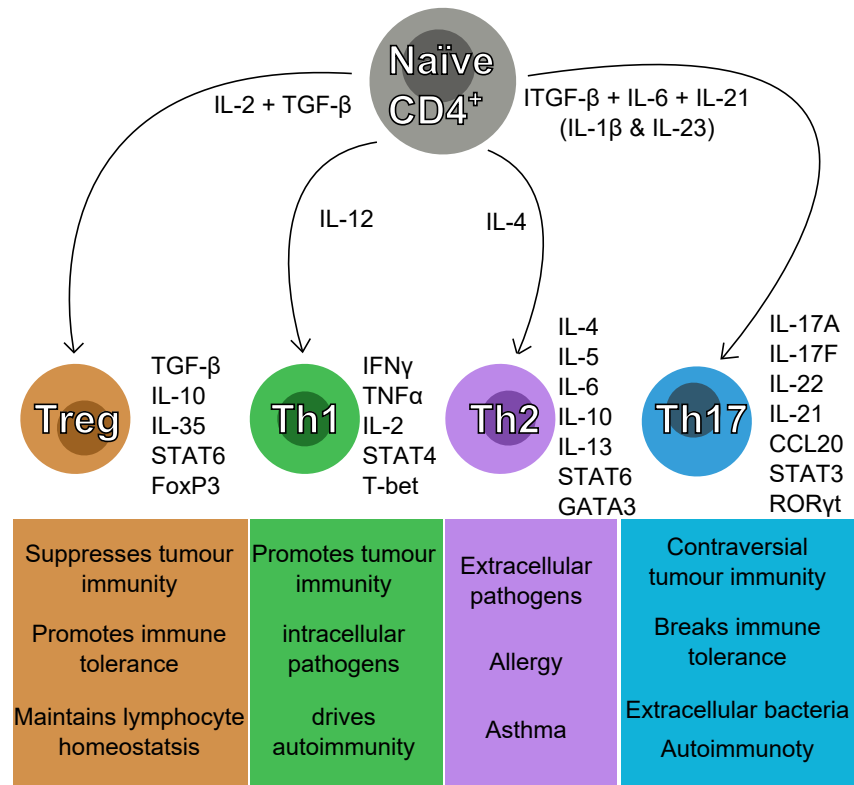 Naïve
CD4+
IL-2 + TGF-β
ITGF-β + IL-6 + IL-21
(IL-1β & IL-23)
IL-12
IL-4
Treg
TGF-β
IL-10
IL-35
STAT6
FoxP3
Th1
IFNγ
TNFα
IL-2
STAT4
T-bet
Th2
IL-4
IL-5
IL-6
IL-10
IL-13
STAT6
GATA3
Th17
IL-17A
IL-17F
IL-22
IL-21
CCL20
STAT3
RORγt
Suppresses tumour
immunity
Promotes immune
tolerance
Maintains lymphocyte
homeostatsis
Promotes tumour
immunity
intracellular
pathogens
drives
autoimmunity
Extracellular
pathogens
Allergy
Asthma
Contraversial
tumour immunity
Breaks immune
tolerance
Extracellular bacteria
Autoimmunoty